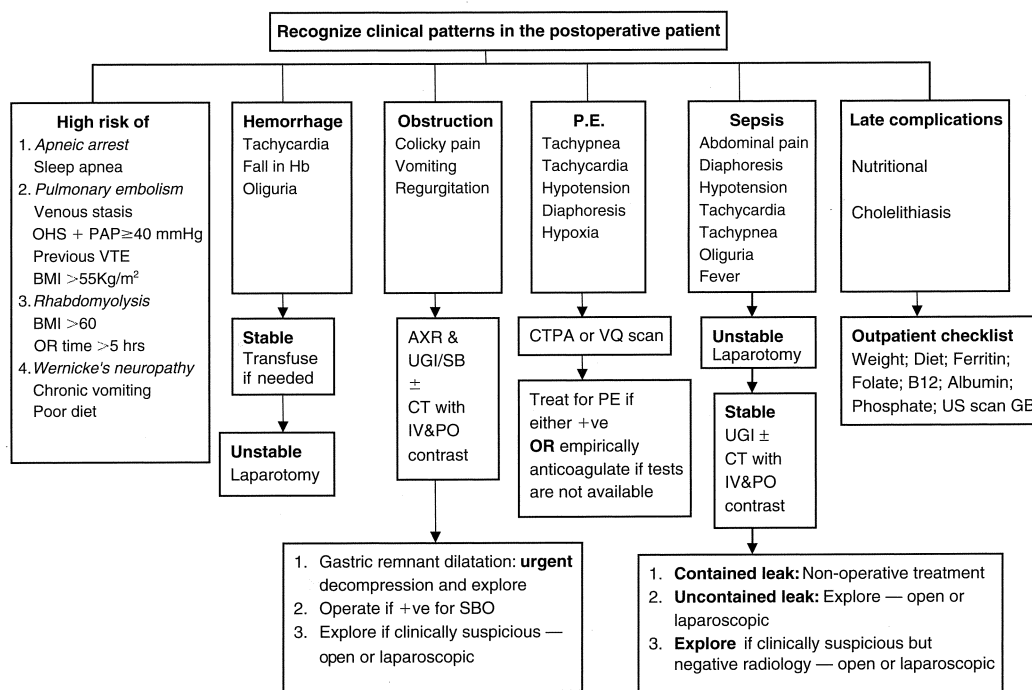 Recognize clinical patterns in the postoperative patient
High risk of
1. Apneic arrest
Sleep apnea
2. Pulmonary embolism
Venous stasis
OHS + PAP≥40 mmHg
Previous VTE
BMI >55Kg/m²
3. Rhabdomyolysis
BMI >60
OR time >5 hrs
4. Wernicke's neuropathy
Chronic vomiting
Poor diet
Hemorrhage
Tachycardia
Fall in Hb
Oliguria
Stable
Transfuse
if needed
Unstable
Laparotomy
Obstruction
Colicky pain
Vomiting
Regurgitation
AXR &
UGI/SB
±
CT with
IV&PO
contrast
1. Gastric remnant dilatation: urgent
decompression and explore
2. Operate if +ve for SBO
3. Explore if clinically suspicious —
open or laparoscopic
P.E.
Tachypnea
Tachycardia
Hypotension
Diaphoresis
Hypoxia
CTPA or VQ scan
Treat for PE if
either +ve
OR empirically
anticoagulate if tests
are not available
Sepsis
Abdominal pain
Diaphoresis
Hypotension
Tachycardia
Tachypnea
Oliguria
Fever
Unstable
Laparotomy
Stable
UGI ±
CT with
IV&PO
contrast
1. Contained leak: Non-operative treatment
2. Uncontained leak: Explore — open or
laparoscopic
3. Explore if clinically suspicious but
negative radiology — open or laparoscopic
Late complications
Nutritional
Cholelithiasis
Outpatient checklist
Weight; Diet; Ferritin;
Folate; B12; Albumin;
Phosphate; US scan GB